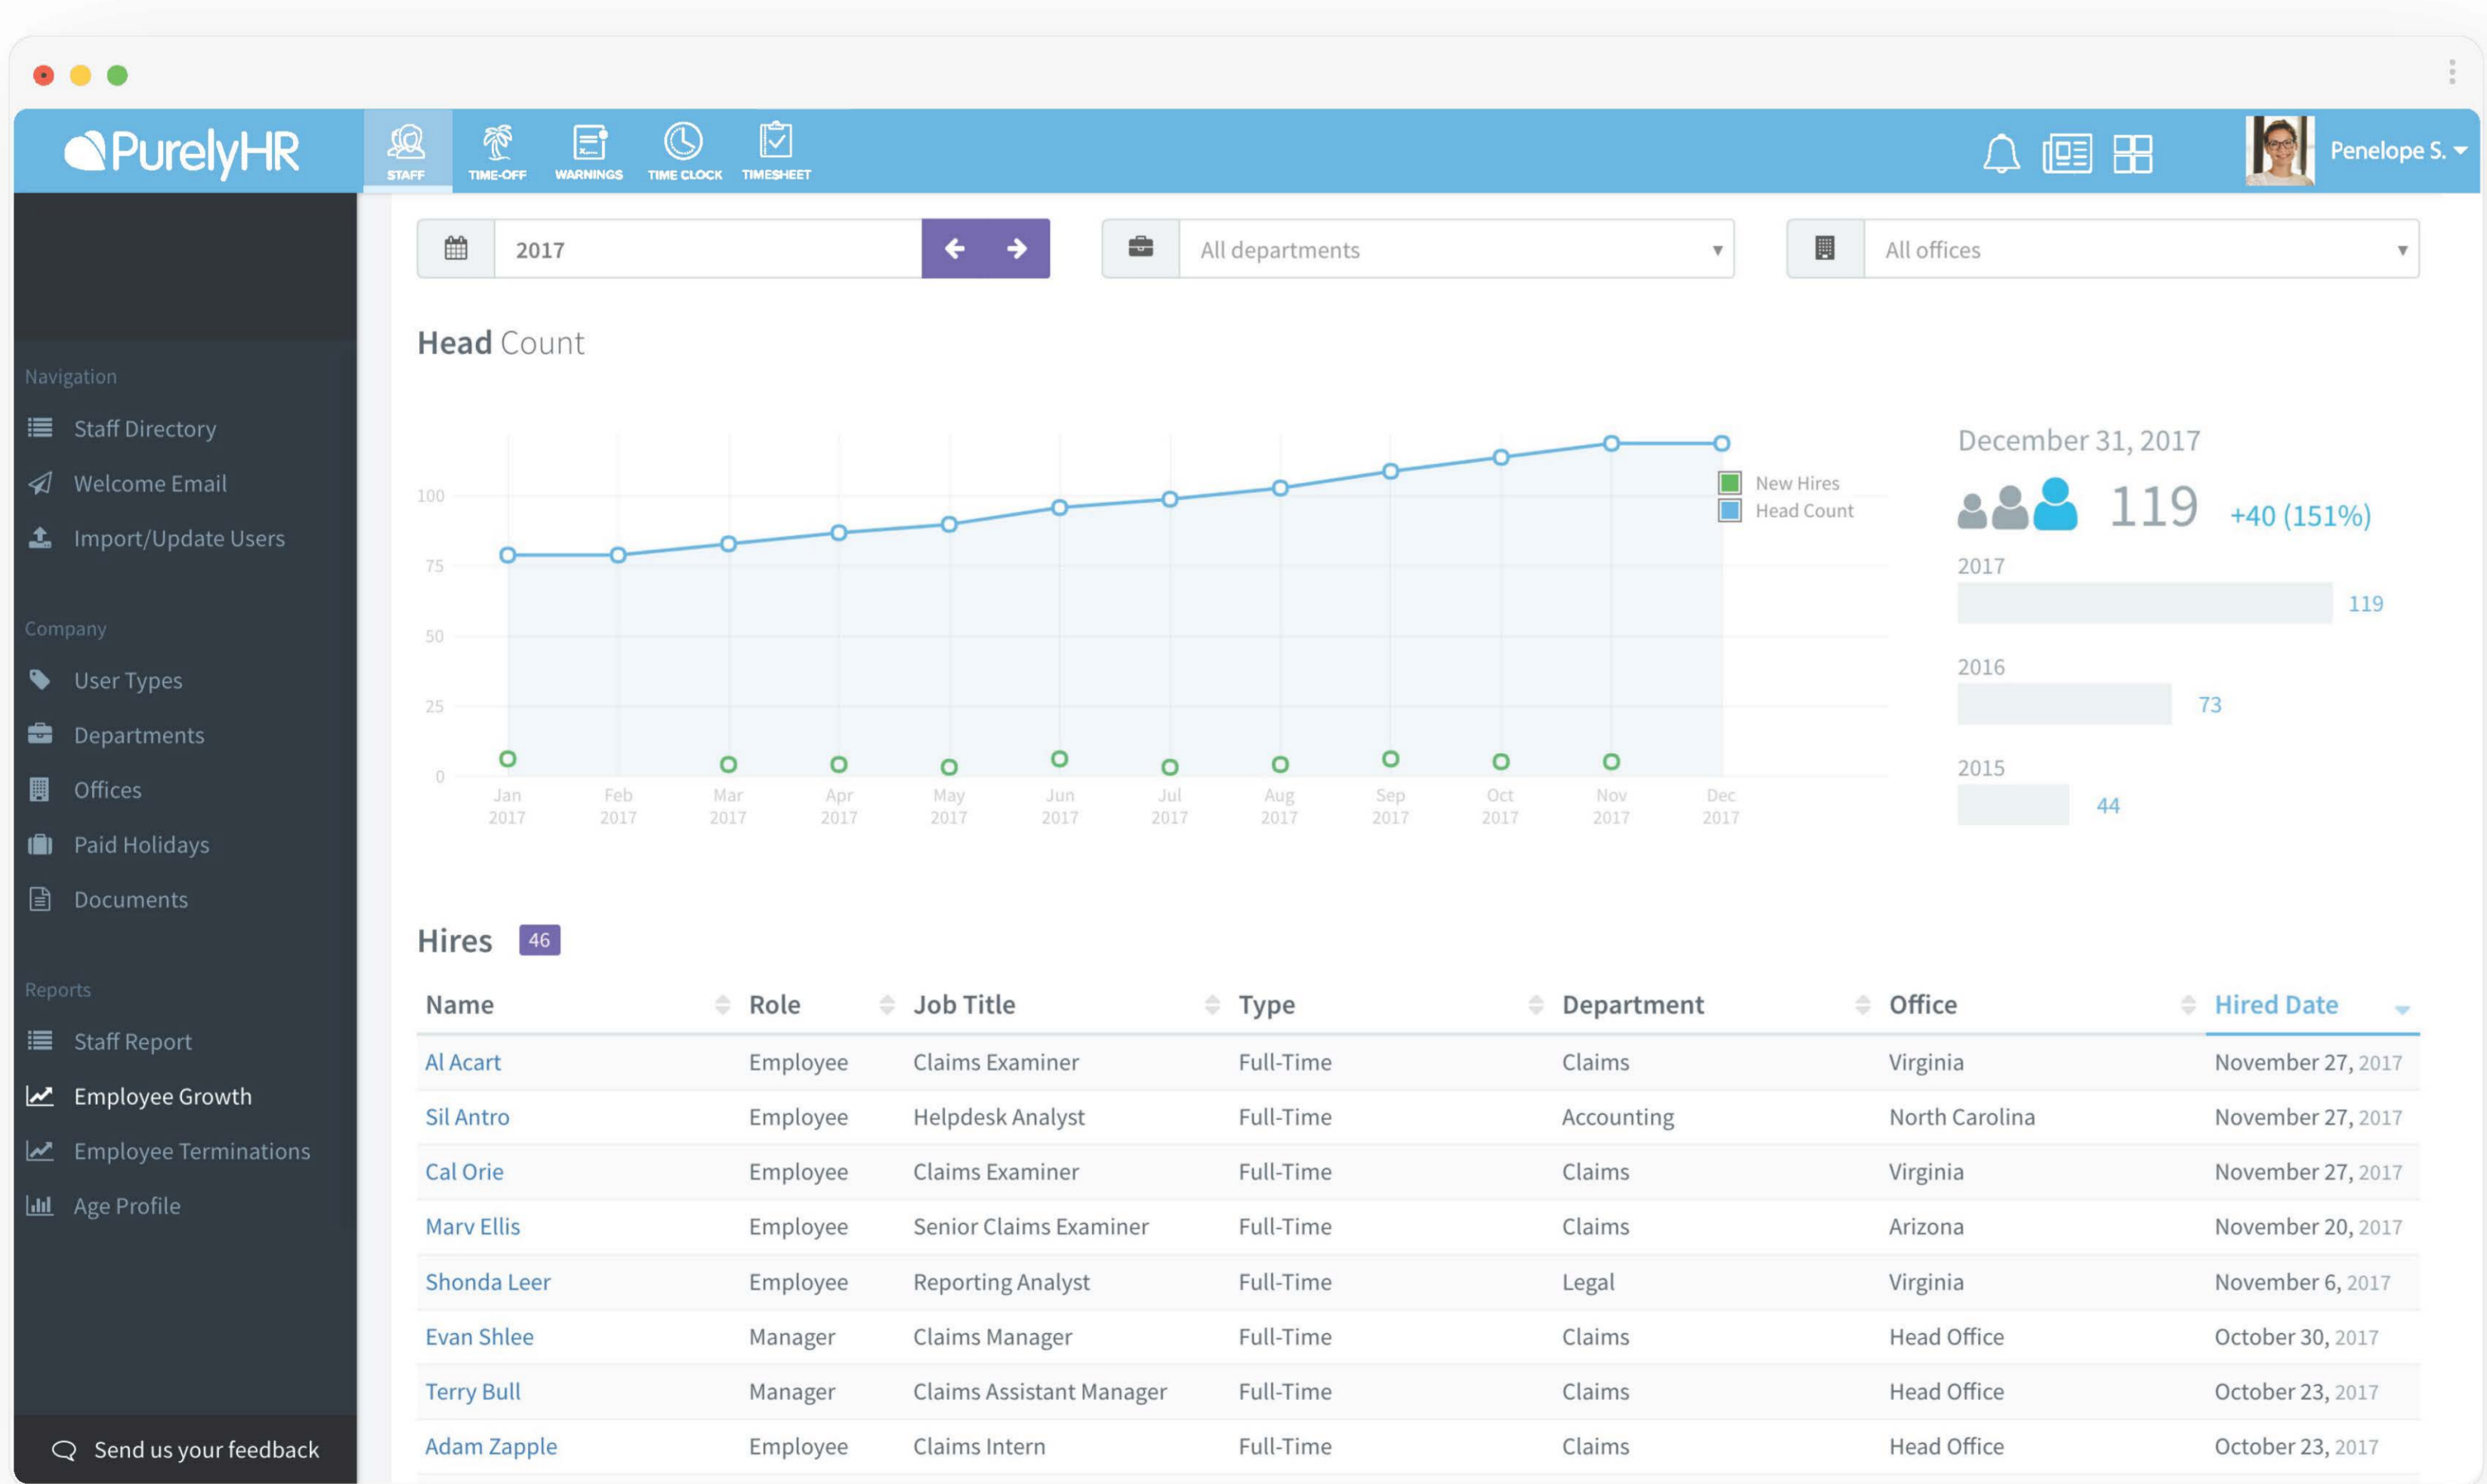 PurelyHR
STAFF
TIME-OFF
WARNINGS
TIME CLOCK
TIMESHEET
Penelope S.
Navigation
Staff Directory
Welcome Email
Import/Update Users
Company
User Types
Departments
Offices
Paid Holidays
Documents
Reports
Staff Report
Employee Growth
Employee Terminations
Age Profile
Send us your feedback
2017
All departments
All offices
Head Count
100
75
50
25
0
Jan 2017
Feb 2017
Mar 2017
Apr 2017
May 2017
Jun 2017
Jul 2017
Aug 2017
Sep 2017
Oct 2017
Nov 2017
Dec 2017
New Hires
Head Count
December 31, 2017
119 +40 (151%)
2017
119
2016
73
2015
44
Hires 46
Name Role Job Title Type Department Office Hired Date
Al Acart Employee Claims Examiner Full-Time Claims Virginia November 27, 2017
Sil Antro Employee Helpdesk Analyst Full-Time Accounting North Carolina November 27, 2017
Cal Orie Employee Claims Examiner Full-Time Claims Virginia November 27, 2017
Marv Ellis Employee Senior Claims Examiner Full-Time Claims Arizona November 20, 2017
Shonda Leer Employee Reporting Analyst Full-Time Legal Virginia November 6, 2017
Evan Shlee Manager Claims Manager Full-Time Claims Head Office October 30, 2017
Terry Bull Manager Claims Assistant Manager Full-Time Claims Head Office October 23, 2017
Adam Zapple Employee Claims Intern Full-Time Claims Head Office October 23, 2017